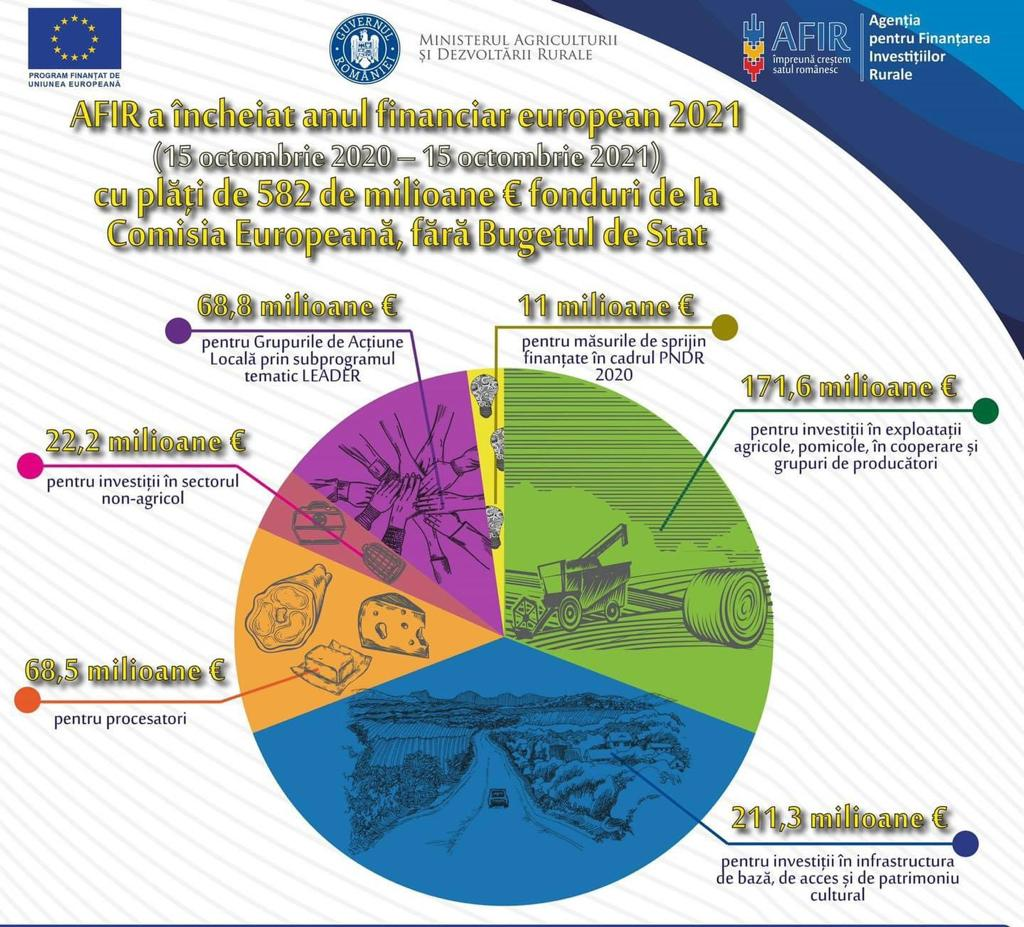 PROGRAM FINANȚAT DE
UNIUNEA EUROPEANĂ
GUVERNUL
ROMÂNIEI
MINISTERUL AGRICULTURII
ȘI DEZVOLTĂRII RURALE
AFIR
împreună creștem
satul românesc
Agenția
pentru Finanțarea
Investițiilor
Rurale
AFIR a încheiat anul financiar european 2021
(15 octombrie 2020 – 15 octombrie 2021)
cu plăți de 582 de milioane € fonduri de la
Comisia Europeană, fără Bugetul de Stat
68,8 milioane €
pentru Grupurile de Acțiune
Locală prin subprogramul
tematic LEADER
11 milioane €
pentru măsurile de sprijin
finanțate în cadrul PNDR
2020
171,6 milioane €
pentru investiții în exploatații
agricole, pomicole, în cooperare și
grupuri de producători
22,2 milioane €
pentru investiții în sectorul
non-agricol
68,5 milioane €
pentru procesatori
211,3 milioane €
pentru investiții în infrastructura
de bază, de acces și de patrimoniu
cultural